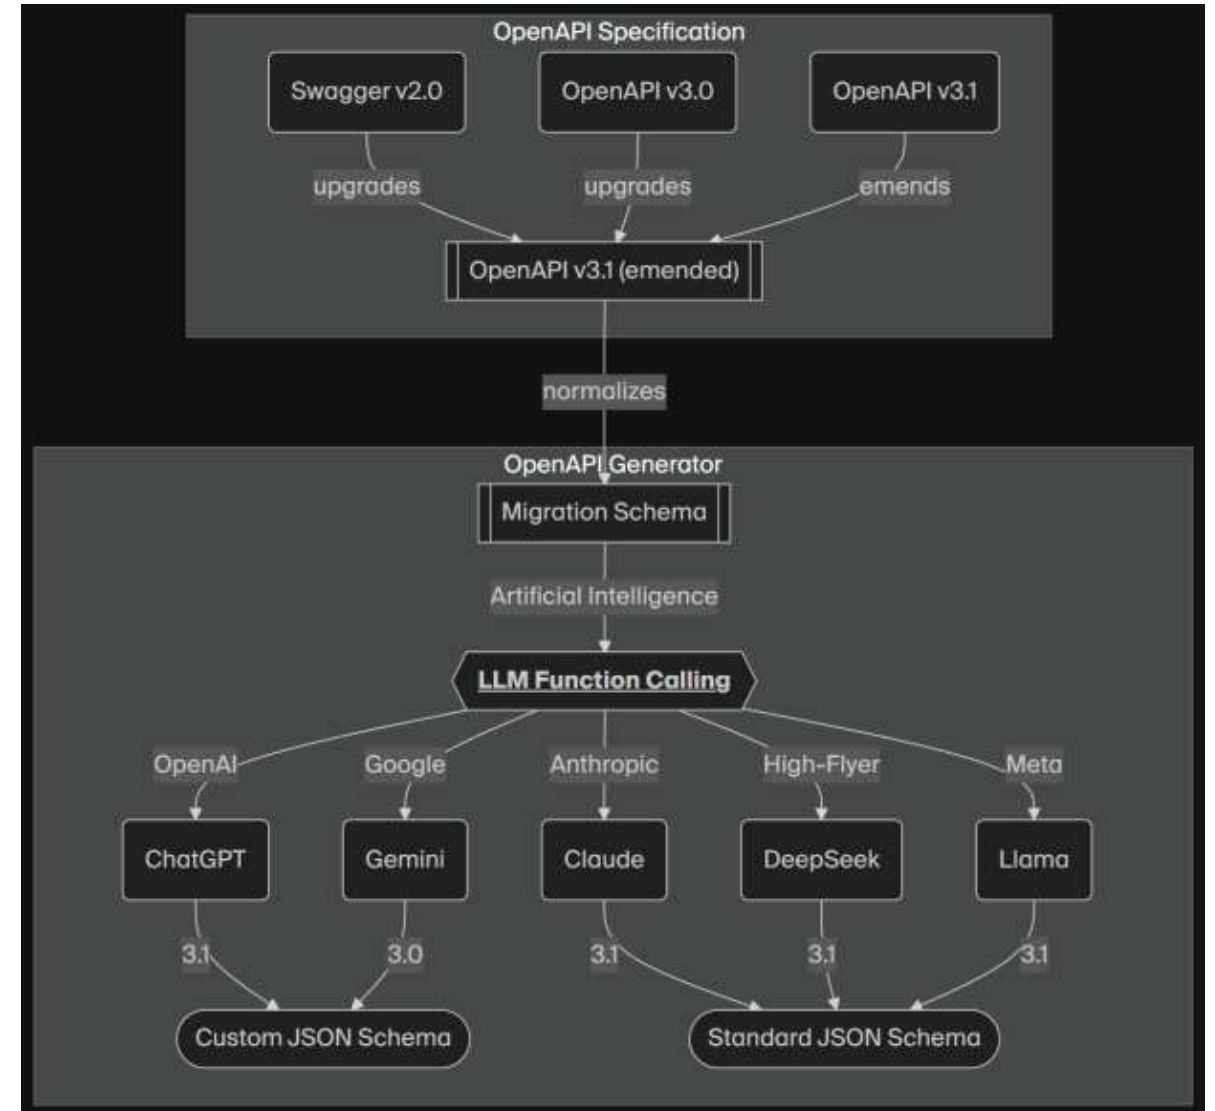 OpenAPI Specification
Swagger v2.0
OpenAPI v3.0
OpenAPI v3.1
upgrades
upgrades
emends
OpenAPI v3.1 (emended)
normalizes
OpenAPI Generator
Migration Schema
Artificial Intelligence
LLM Function Calling
OpenAI
Google
Anthropic
High-Flyer
Meta
ChatGPT
Gemini
Claude
DeepSeek
Llama
3.1
3.0
3.1
3.1
3.1
Custom JSON Schema
Standard JSON Schema